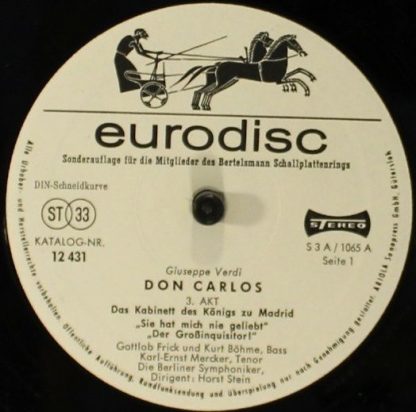 eurodisc
Sonderauflage für die Mitglieder des Bertelsmann Schallplattenrings
DIN-Schneidkurve
ST 33
KATALOG-NR.
12 431
STEREO
S 3 A / 1065 A
Seite 1
Giuseppe Verdi
DON CARLOS
3. AKT
Das Kabinett des Königs zu Madrid
„Sie hat mich nie geliebt“
„Der Großinquisitor!“
Gottlob Frick und Kurt Böhme, Bass
Karl-Ernst Mercker, Tenor
Die Berliner Symphoniker,
Dirigent: Horst Stein
Alle Urheber- und Herstellerrechte vorbehalten. Öffentliche Aufführung, Rundfunksendung und Überspielung nur nach Genehmigung gestattet. ARIOLA Sonopress GmbH, Gütersloh